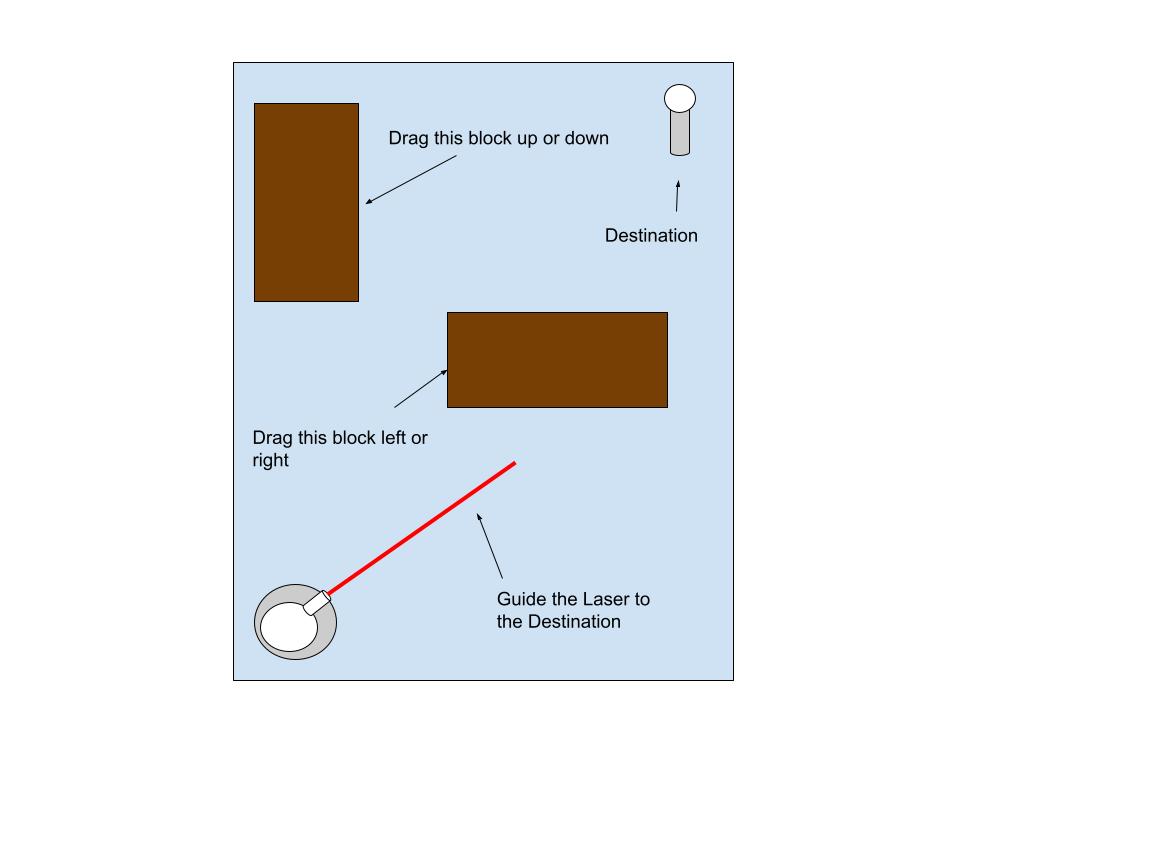 Drag this block up or down
Destination
Drag this block left or
right
Guide the Laser to
the Destination